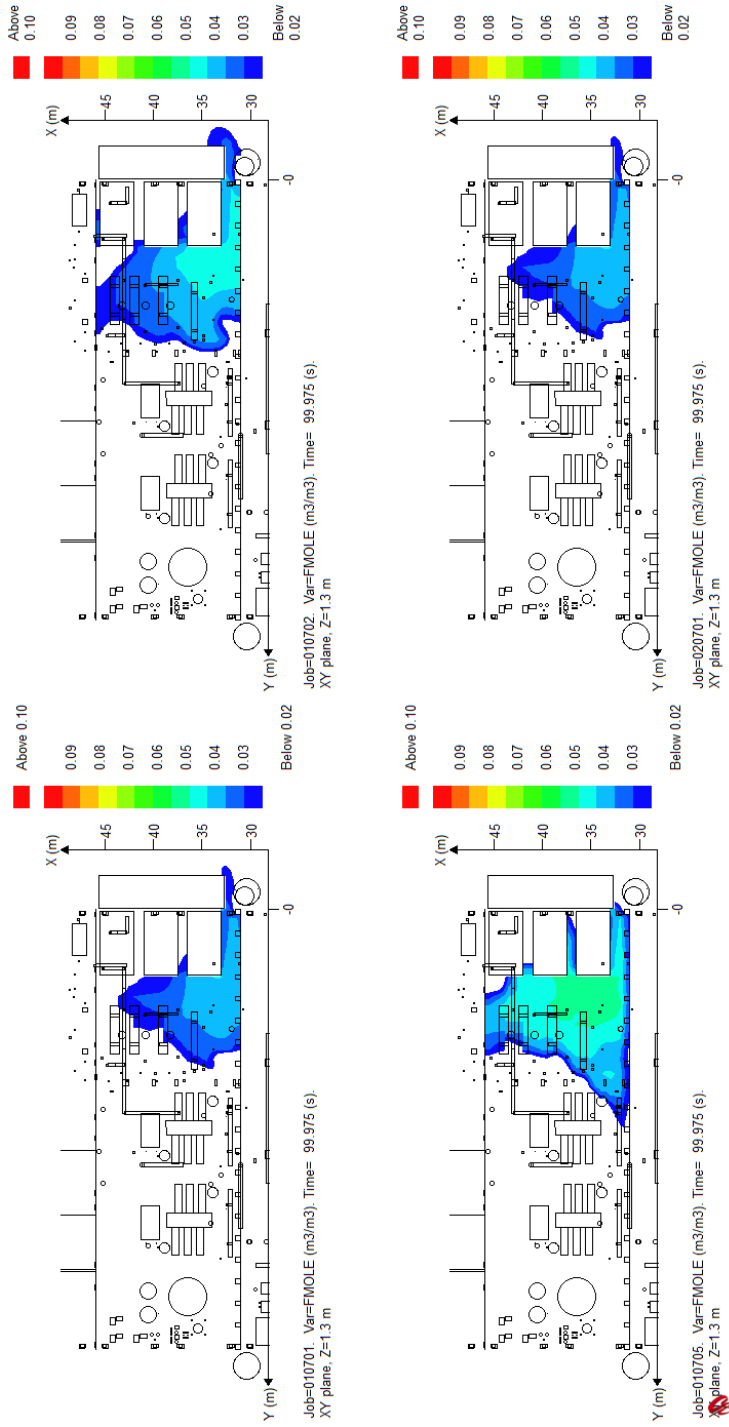 Above 0.10
0.09
0.08
0.07
0.06
0.05
0.04
0.03
Below 0.02
X (m)
45
40
35
30
-0
Y (m)
Job=010701. Var=FMOLE (m3/m3). Time= 99.975 (s).
XY plane, Z=1.3 m
Above
0.10
0.09
0.08
0.07
0.06
0.05
0.04
0.03
Below
0.02
X (m)
45
40
35
30
-0
Y (m)
Job=010702. Var=FMOLE (m3/m3). Time= 99.975 (s).
XY plane, Z=1.3 m
Above 0.10
0.09
0.08
0.07
0.06
0.05
0.04
0.03
Below 0.02
X (m)
45
40
35
30
-0
Y (m)
Job=010705. Var=FMOLE (m3/m3). Time= 99.975 (s).
plane, Z=1.3 m
Above
0.10
0.09
0.08
0.07
0.06
0.05
0.04
0.03
Below
0.02
X (m)
45
40
35
30
-0
Y (m)
Job=020701. Var=FMOLE (m3/m3). Time= 99.975 (s).
XY plane, Z=1.3 m